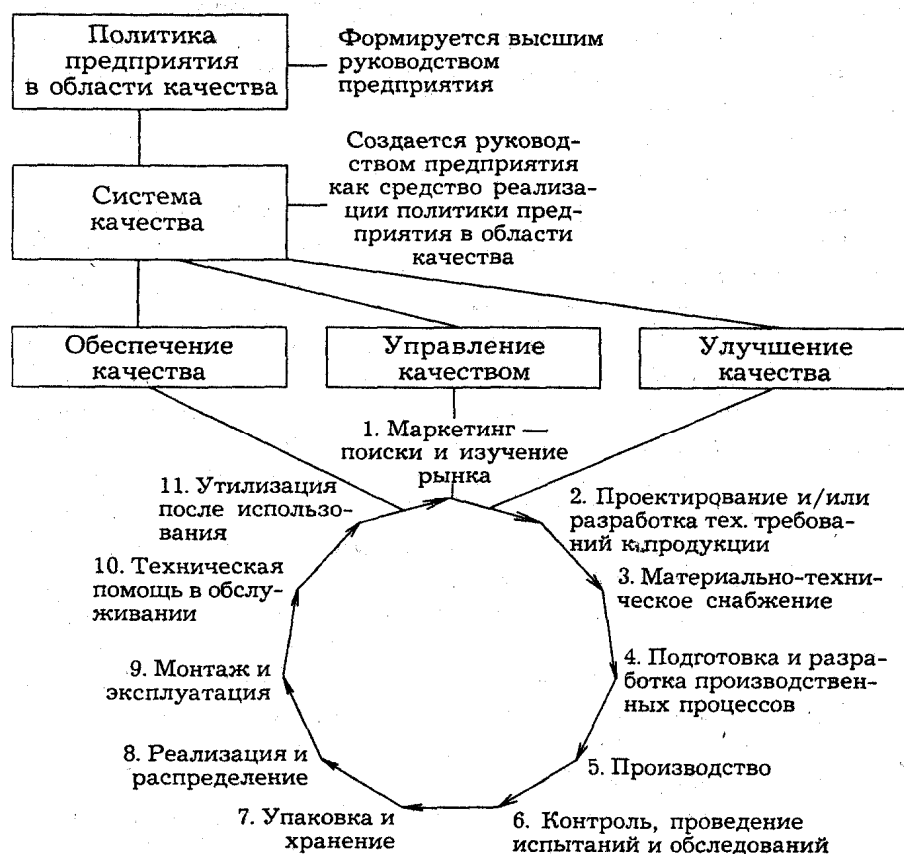 Политика
предприятия
в области качества
Формируется высшим
руководством
предприятия
Система
качества
Создается руковод-
ством предприятия
как средство реализа-
ции политики пред-
приятия в области
качества
Обеспечение
качества
Управление
качеством
Улучшение
качества
1. Маркетинг —
поиски и изучение
рынка
2. Проектирование и/или
разработка тех. требова-
ний к продукции
3. Материально-техни-
ческое снабжение
4. Подготовка и разра-
ботка производствен-
ных процессов
5. Производство
6. Контроль, проведение
испытаний и обследований
7. Упаковка и
хранение
8. Реализация и
распределение
9. Монтаж и
эксплуатация
10. Техническая
помощь в обслу-
живании
11. Утилизация
после использо-
вания